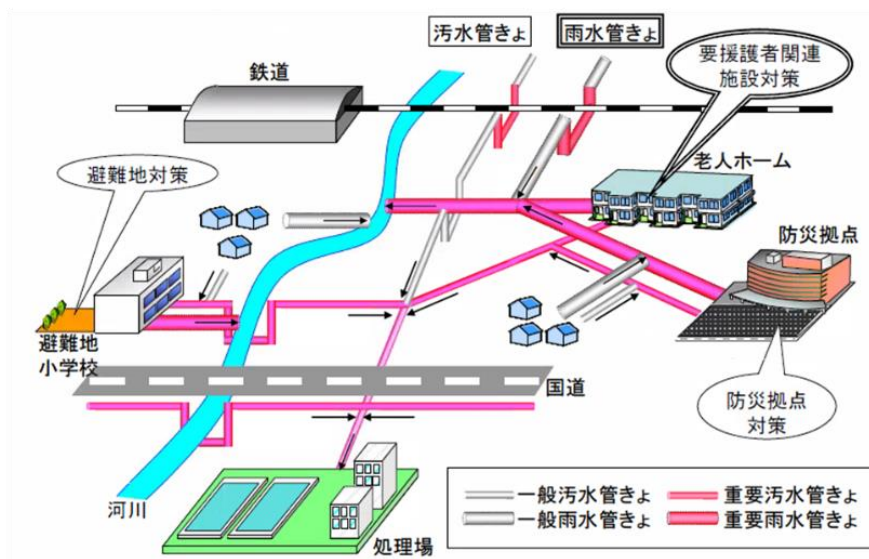 汚水管きょ
雨水管きょ
鉄道
要援護者関連
施設対策
老人ホーム
避難地対策
防災拠点
避難地
小学校
国道
防災拠点
対策
河川
処理場
一般汚水管きょ
重要汚水管きょ
一般雨水管きょ
重要雨水管きょ